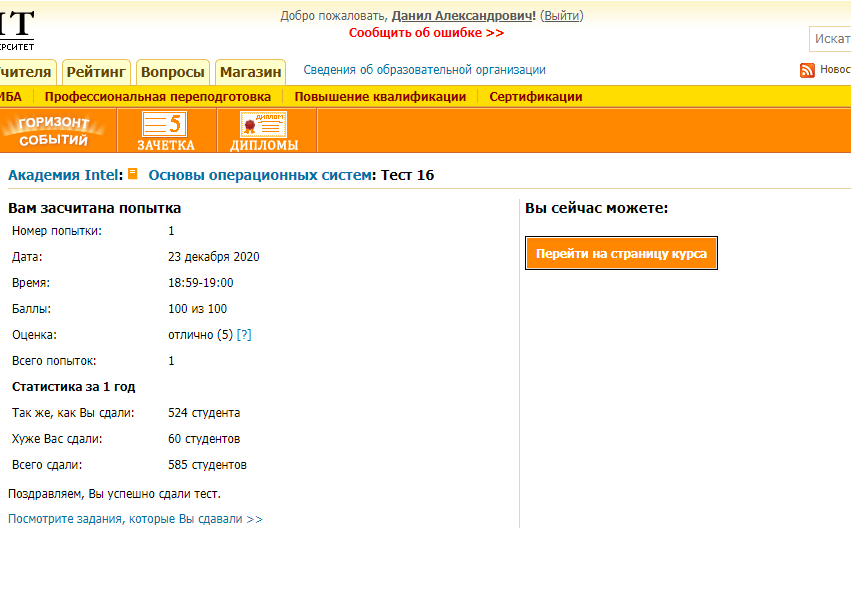 Добро пожаловать, Данил Александрович! (Выйти)
Сообщить об ошибке >>
ІТ
ЕРСИТЕТ
Искат
чителя Рейтинг Вопросы Магазин Сведения об образовательной организации Новос
ИБА Профессиональная переподготовка Повышение квалификации Сертификации
ГОРИЗОНТ СОБЫТИЙ
5
ЗАЧЕТКА
ДИПЛОМ
ДИПЛОМЫ
Академия Intel: Основы операционных систем: Тест 16
Вам засчитана попытка
Номер попытки: 1
Дата: 23 декабря 2020
Время: 18:59-19:00
Баллы: 100 из 100
Оценка: отлично (5) [?]
Всего попыток: 1
Статистика за 1 год
Так же, как Вы сдали: 524 студента
Хуже Вас сдали: 60 студентов
Всего сдали: 585 студентов
Поздравляем, Вы успешно сдали тест.
Посмотрите задания, которые Вы сдавали >>
Вы сейчас можете:
Перейти на страницу курса